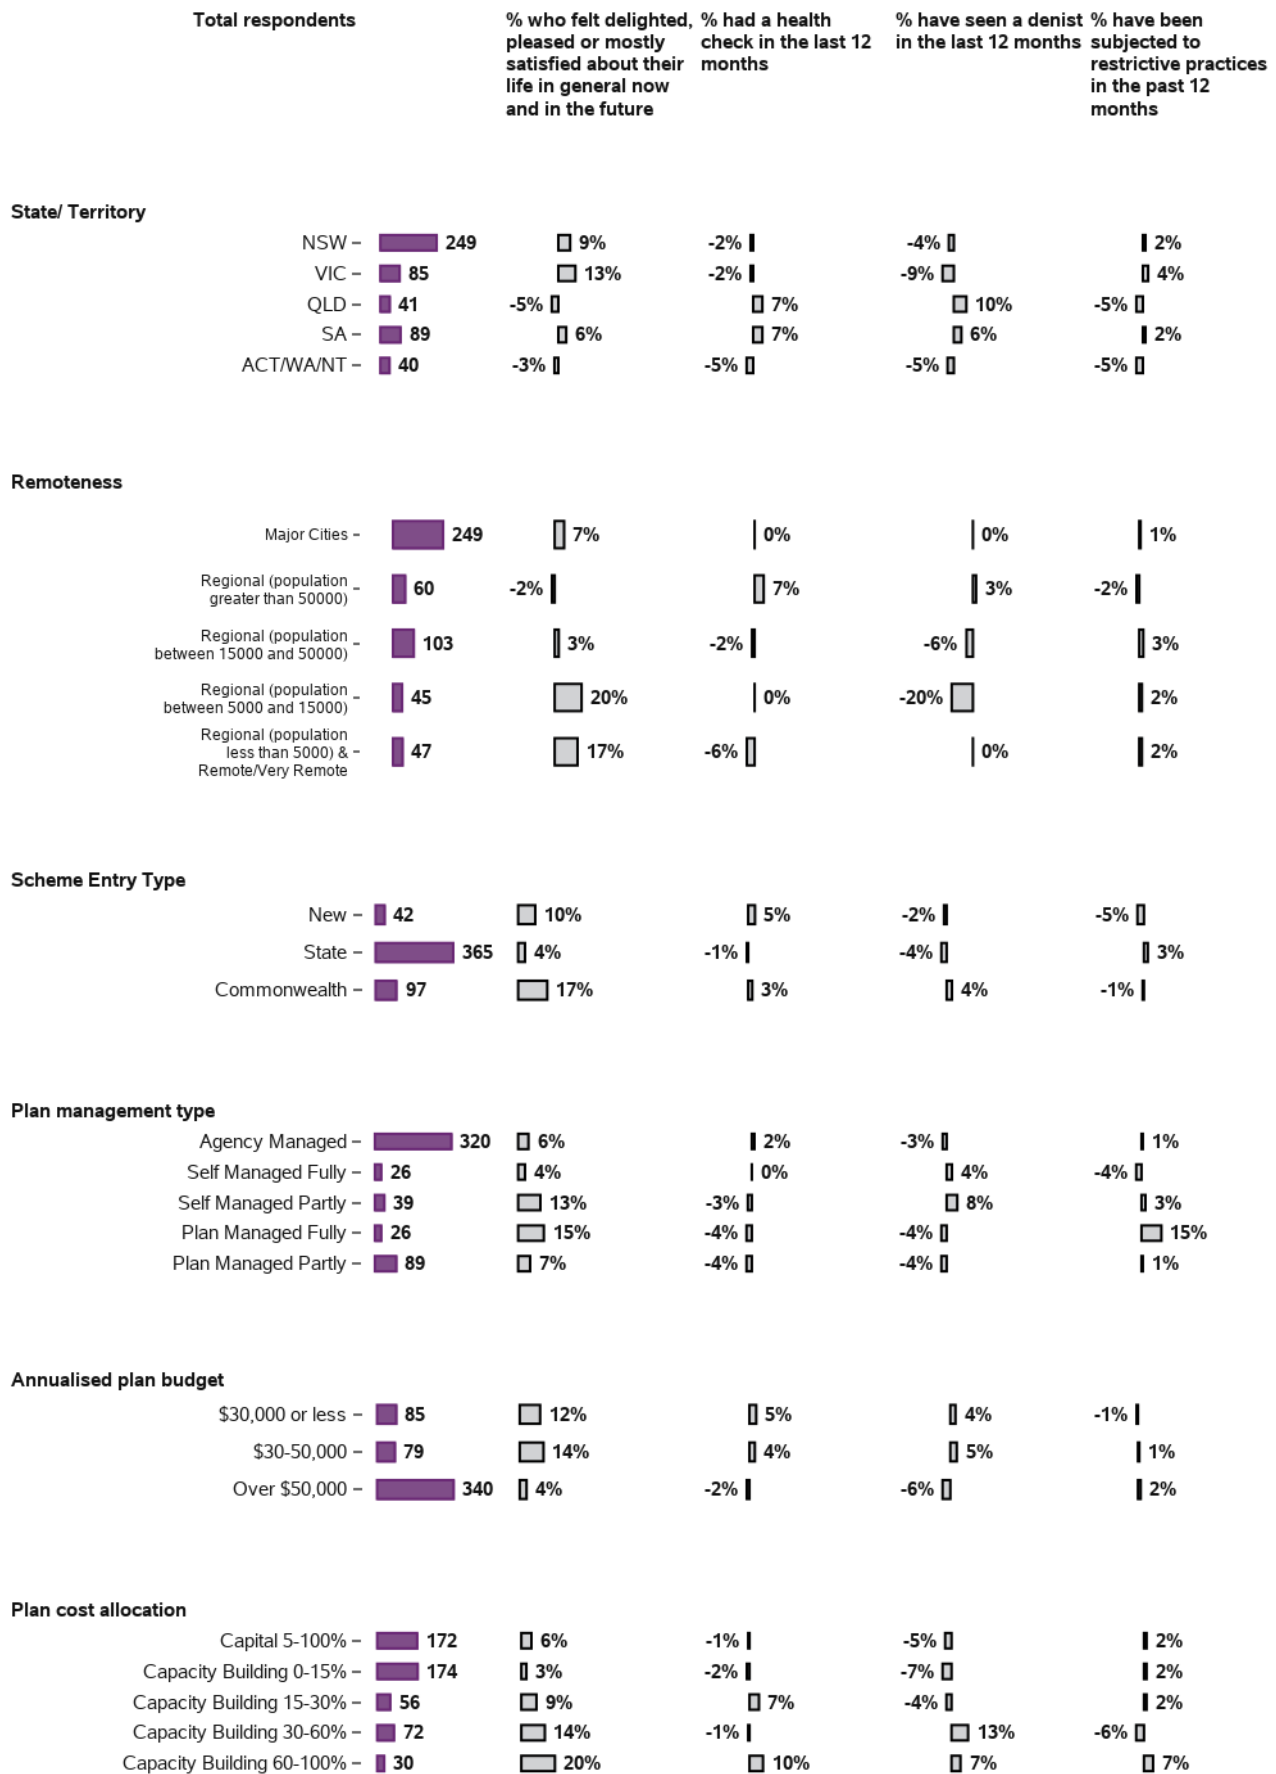 Total respondents
% who felt delighted,
pleased or mostly
satisfied about their
life in general now
and in the future
% had a health
check in the last 12
months
% have seen a denist
in the last 12 months
% have been
subjected to
restrictive practices
in the past 12
months
State/ Territory
NSW 249 9% -2% -4% 2%
VIC 85 13% -2% -9% 4%
QLD 41 -5% 7% 10% -5%
SA 89 6% 7% 6% 2%
ACT/WA/NT 40 -3% -5% -5% -5%
Remoteness
Major Cities 249 7% 0% 0% 1%
Regional (population
greater than 50000) 60 -2% 7% 3% -2%
Regional (population
between 15000 and 50000) 103 3% -2% -6% 3%
Regional (population
between 5000 and 15000) 45 20% 0% -20% 2%
Regional (population
less than 5000) & 47 17% -6% 0% 2%
Remote/Very Remote
Scheme Entry Type
New 42 10% 5% -2% -5%
State 365 4% -1% -4% 3%
Commonwealth 97 17% 3% 4% -1%
Plan management type
Agency Managed 320 6% 2% -3% 1%
Self Managed Fully 26 4% 0% 4% -4%
Self Managed Partly 39 13% -3% 8% 3%
Plan Managed Fully 26 15% -4% -4% 15%
Plan Managed Partly 89 7% -4% -4% 1%
Annualised plan budget
$30,000 or less 85 12% 5% 4% -1%
$30-50,000 79 14% 4% 5% 1%
Over $50,000 340 4% -2% -6% 2%
Plan cost allocation
Capital 5-100% 172 6% -1% -5% 2%
Capacity Building 0-15% 174 3% -2% -7% 2%
Capacity Building 15-30% 56 9% 7% -4% 2%
Capacity Building 30-60% 72 14% -1% 13% -6%
Capacity Building 60-100% 30 20% 10% 7% 7%